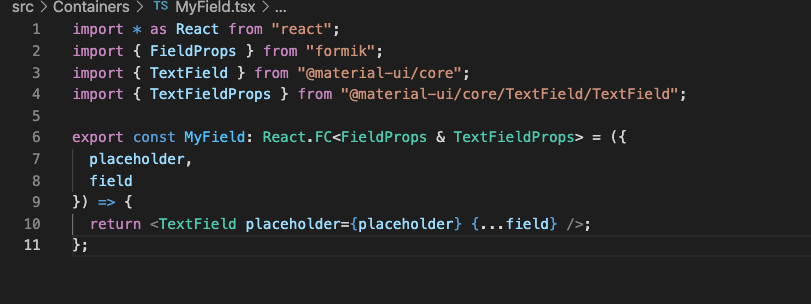 src > Containers > TS MyField.tsx > ...
1 import * as React from "react";
2 import { FieldProps } from "formik";
3 import { TextField } from "@material-ui/core";
4 import { TextFieldProps } from "@material-ui/core/TextField/TextField";
5
6 export const MyField: React.FC<FieldProps & TextFieldProps> = ({
7   placeholder,
8   field
9 }) => {
10   return <TextField placeholder={placeholder} {...field} />;
11 };